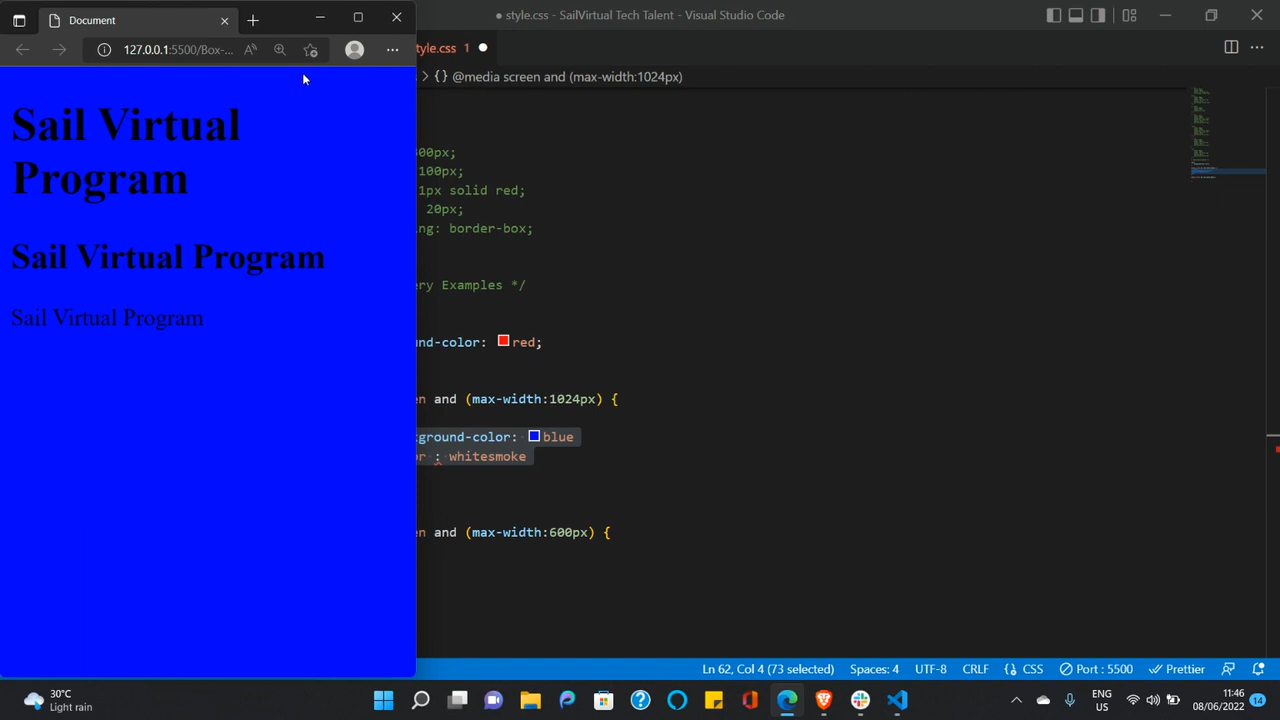 Document
127.0.0.1:5500/Box-...
Sail Virtual
Program
Sail Virtual Program
Sail Virtual Program
style.css - SailVirtual Tech Talent - Visual Studio Code
style.css 1
> {} @media screen and (max-width:1024px)
00px;
100px;
1px solid red;
20px;
ing: border-box;
ery Examples */
nd-color: red;
en and (max-width:1024px) {
ground-color: blue
or : whitesmoke
en and (max-width:600px) {
Ln 62, Col 4 (73 selected) Spaces: 4 UTF-8 CRLF {} CSS Port : 5500 Prettier
30°C
Light rain
ENG
US
11:46
08/06/2022
14